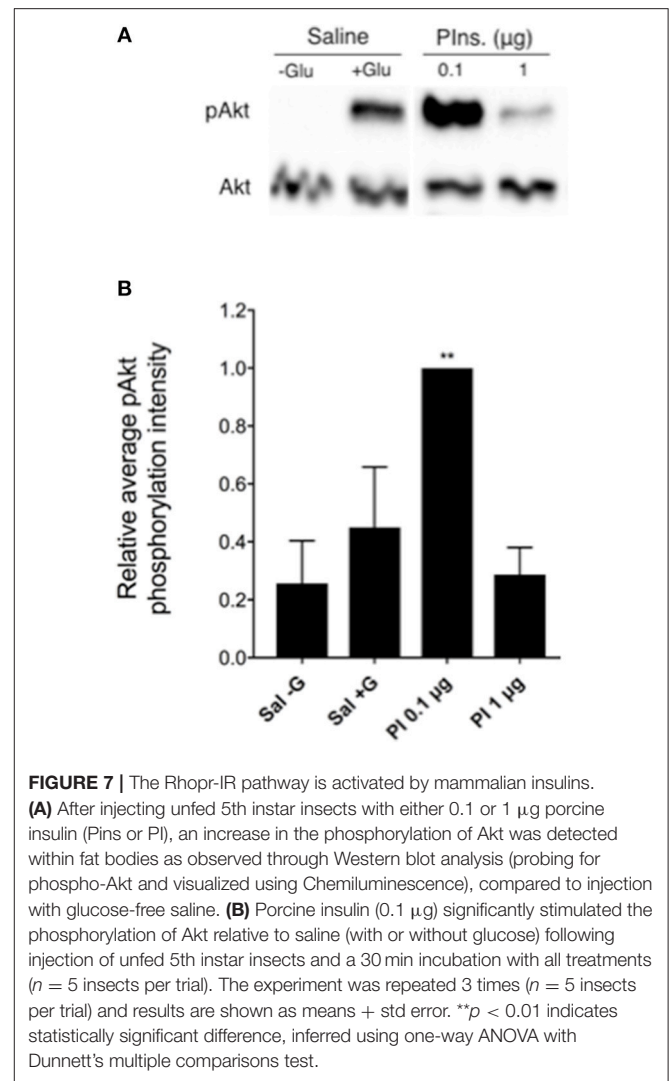 A
Saline
PIns. (µg)
-Glu
+Glu
0.1
1
pAkt
Akt
B
Relative average pAkt
phosphorylation intensity
1.2
1.0
0.8
0.6
0.4
0.2
0.0
**
Sal -G
Sal +G
PI 0.1 µg
PI 1 µg
FIGURE 7 | The Rhopr-IR pathway is activated by mammalian insulins.
(A) After injecting unfed 5th instar insects with either 0.1 or 1 µg porcine
insulin (Pins or PI), an increase in the phosphorylation of Akt was detected
within fat bodies as observed through Western blot analysis (probing for
phospho-Akt and visualized using Chemiluminescence), compared to injection
with glucose-free saline. (B) Porcine insulin (0.1 µg) significantly stimulated the
phosphorylation of Akt relative to saline (with or without glucose) following
injection of unfed 5th instar insects and a 30 min incubation with all treatments
(n = 5 insects per trial). The experiment was repeated 3 times (n = 5 insects
per trial) and results are shown as means + std error. **p < 0.01 indicates
statistically significant difference, inferred using one-way ANOVA with
Dunnett's multiple comparisons test.